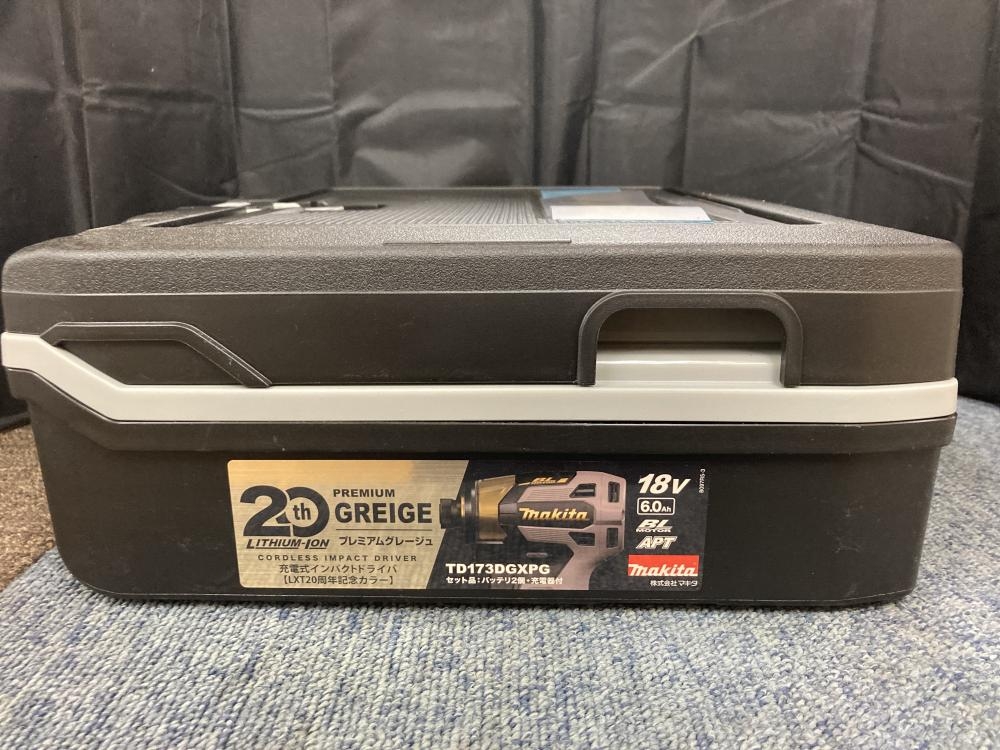 20th
LITHIUM-ION
PREMIUM
GREIGE
プレミアムグレージュ
CORDLESS IMPACT DRIVER
充電式インパクトドライバ
【LXT20周年記念カラー】
BL
makita
TD173DGXPG
セット品:バッテリ2個・充電器付
18V
6.0Ah
BL
MOTOR
APT
makita
株式会社マキタ